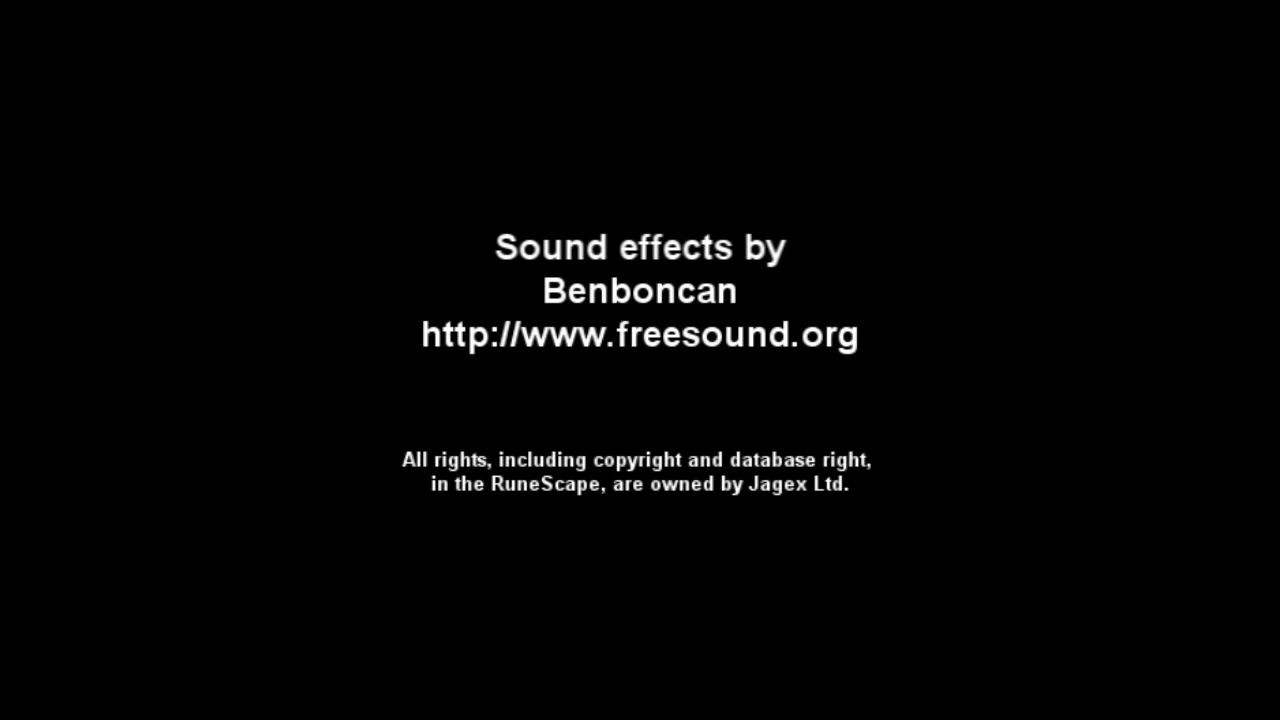 Sound effects by
Benboncan
http://www.freesound.org
All rights, including copyright and database right,
in the RuneScape, are owned by Jagex Ltd.